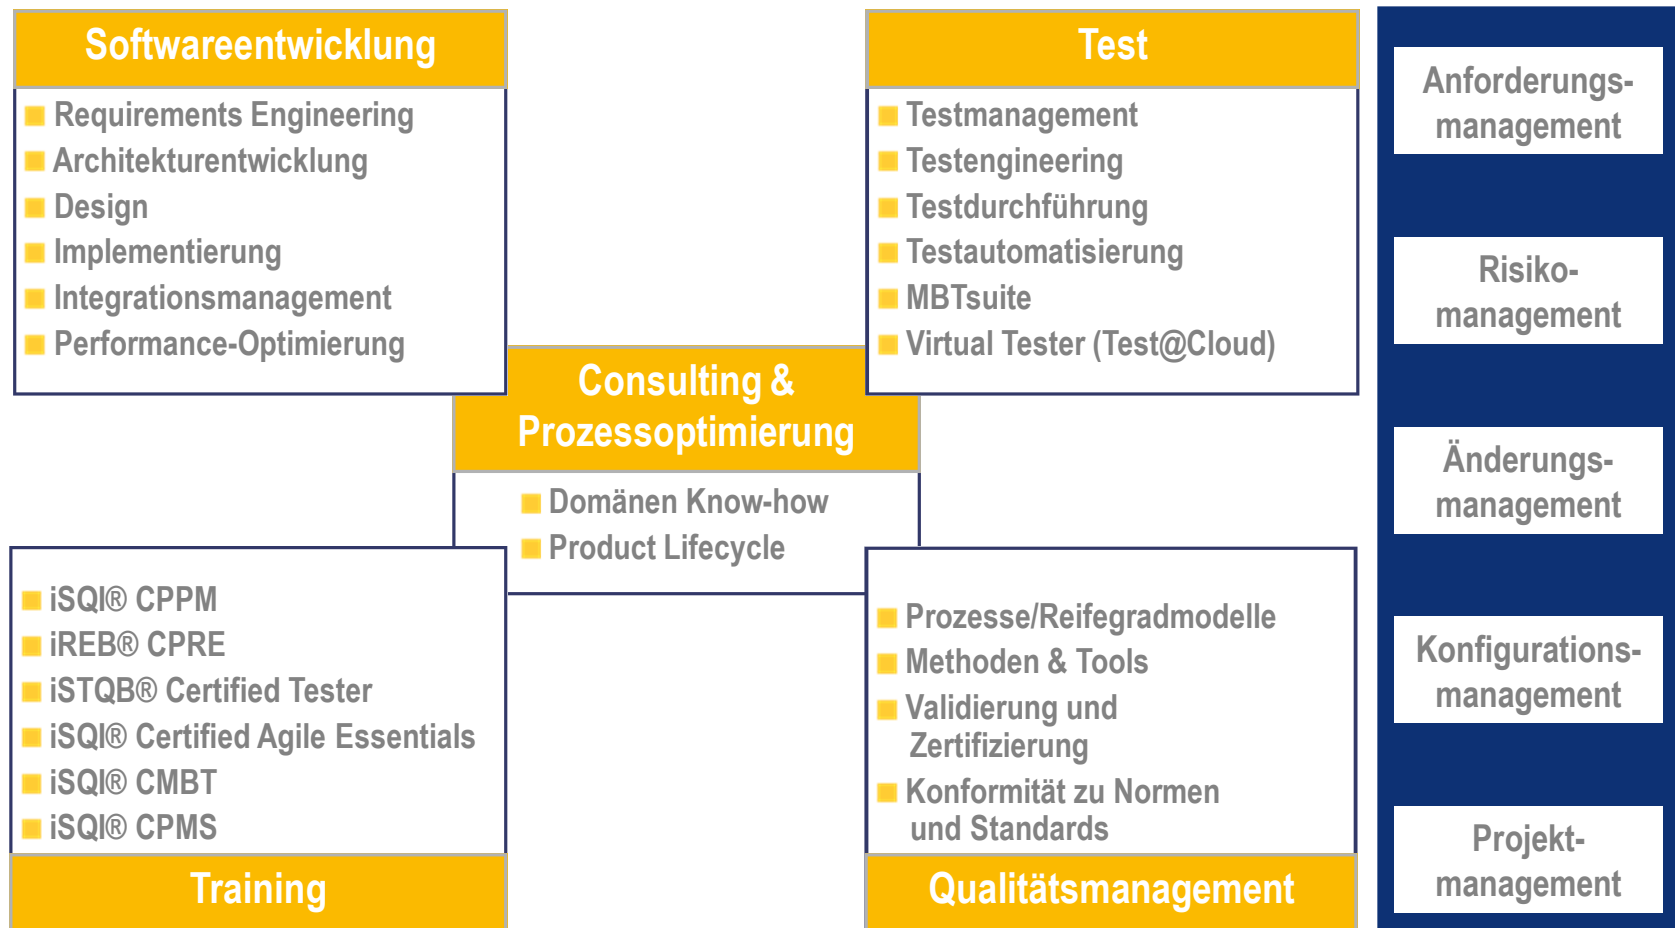 Softwareentwicklung
Requirements Engineering
Architekturentwicklung
Design
Implementierung
Integrationsmanagement
Performance-Optimierung
Test
Testmanagement
Testengineering
Testdurchführung
Testautomatisierung
MBTsuite
Virtual Tester (Test@Cloud)
Consulting &
Prozessoptimierung
Domänen Know-how
Product Lifecycle
iSQI® CPPM
iREB® CPRE
iSTQB® Certified Tester
iSQI® Certified Agile Essentials
iSQI® CMBT
iSQI® CPMS
Training
Prozesse/Reifegradmodelle
Methoden & Tools
Validierung und
Zertifizierung
Konformität zu Normen
und Standards
Qualitätsmanagement
Anforderungs-
management
Risiko-
management
Änderungs-
management
Konfigurations-
management
Projekt-
management